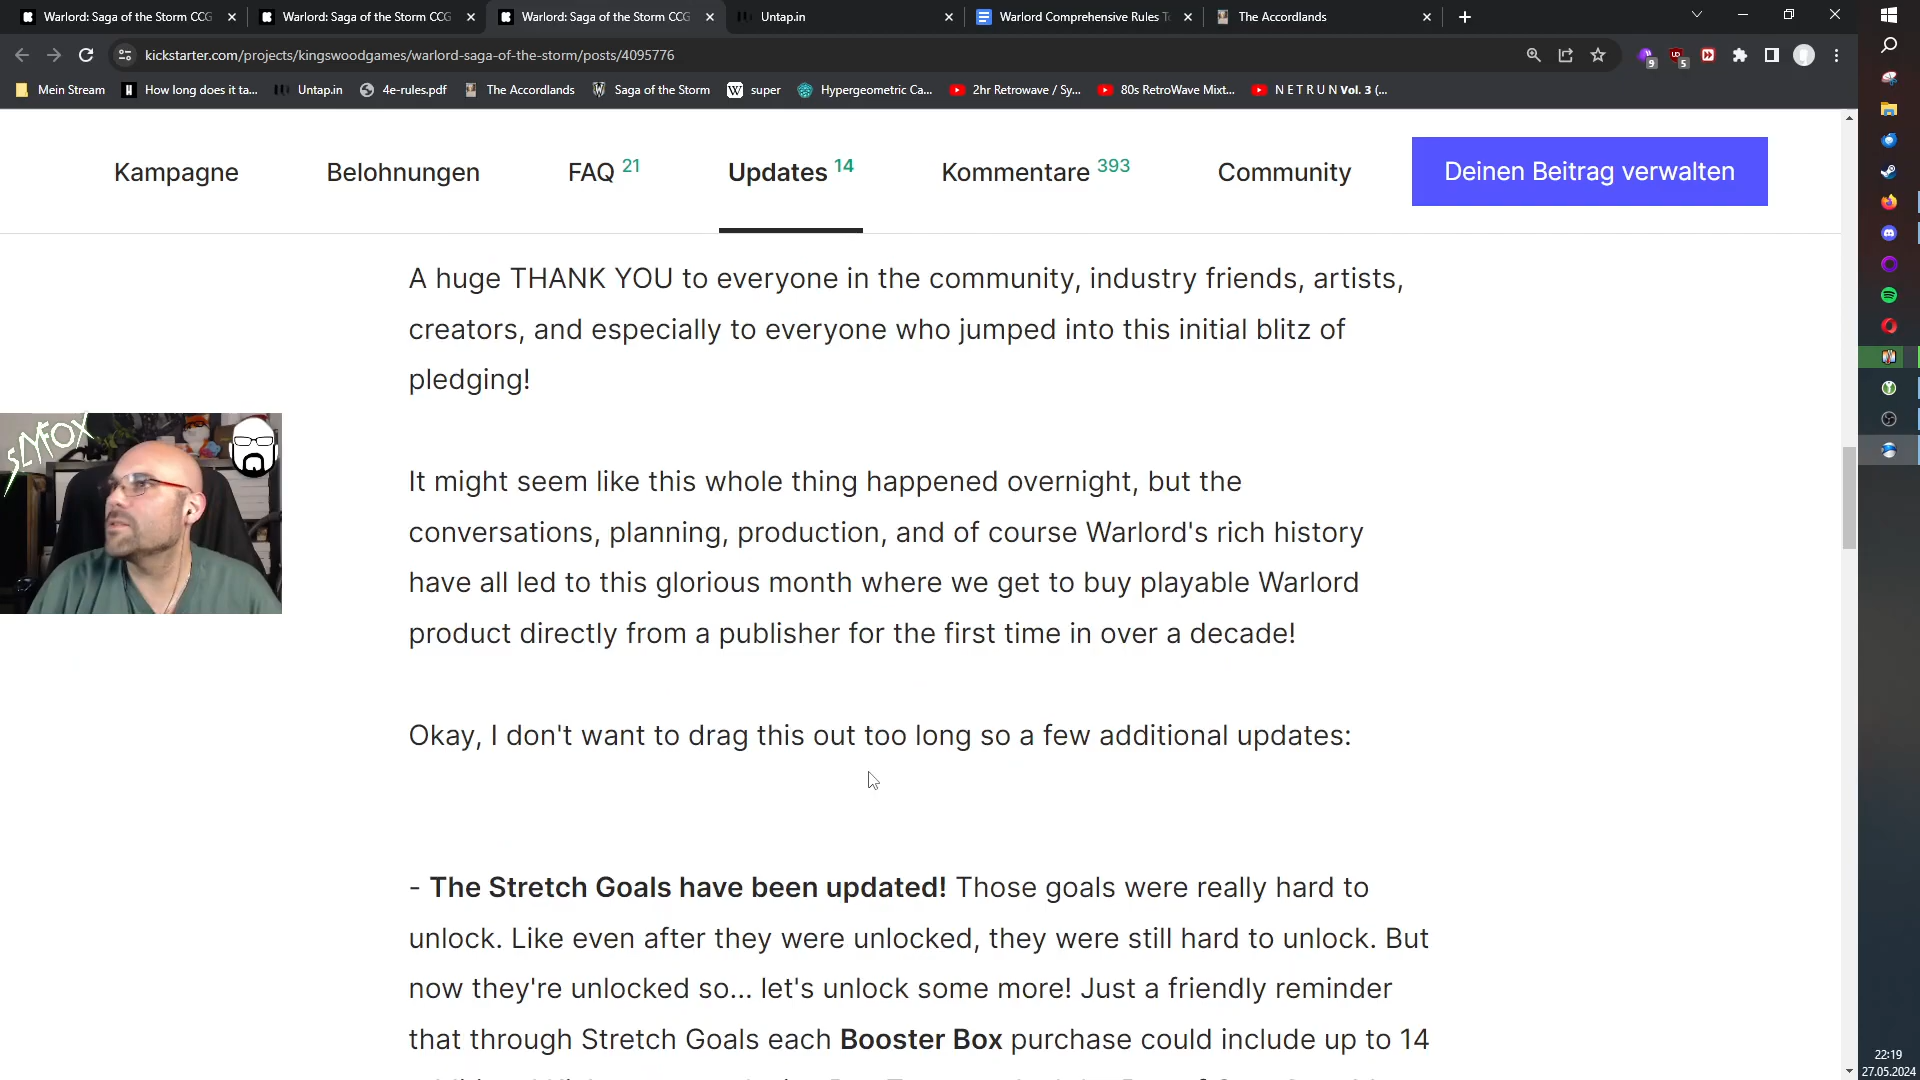 Warlord: Saga of the Storm CCG
Warlord: Saga of the Storm CCG
Warlord: Saga of the Storm CCG
Untap.in
Warlord Comprehensive Rules To
The Accordlands
kickstarter.com/projects/kingswoodgames/warlord-saga-of-the-storm/posts/4095776
9
5
Mein Stream
How long does it ta...
Untap.in
4e-rules.pdf
The Accordlands
Saga of the Storm
super
Hypergeometric Ca...
2hr Retrowave / Sy...
80s RetroWave Mixt...
N E T R U N Vol. 3 (...
Kampagne
Belohnungen
FAQ 21
Updates 14
Kommentare 393
Community
Deinen Beitrag verwalten
A huge THANK YOU to everyone in the community, industry friends, artists,
creators, and especially to everyone who jumped into this initial blitz of
pledging!
SLYFOX
It might seem like this whole thing happened overnight, but the
conversations, planning, production, and of course Warlord's rich history
have all led to this glorious month where we get to buy playable Warlord
product directly from a publisher for the first time in over a decade!
Okay, I don't want to drag this out too long so a few additional updates:
- The Stretch Goals have been updated! Those goals were really hard to
unlock. Like even after they were unlocked, they were still hard to unlock. But
now they're unlocked so... let's unlock some more! Just a friendly reminder
that through Stretch Goals each Booster Box purchase could include up to 14
22:19
27.05.2024